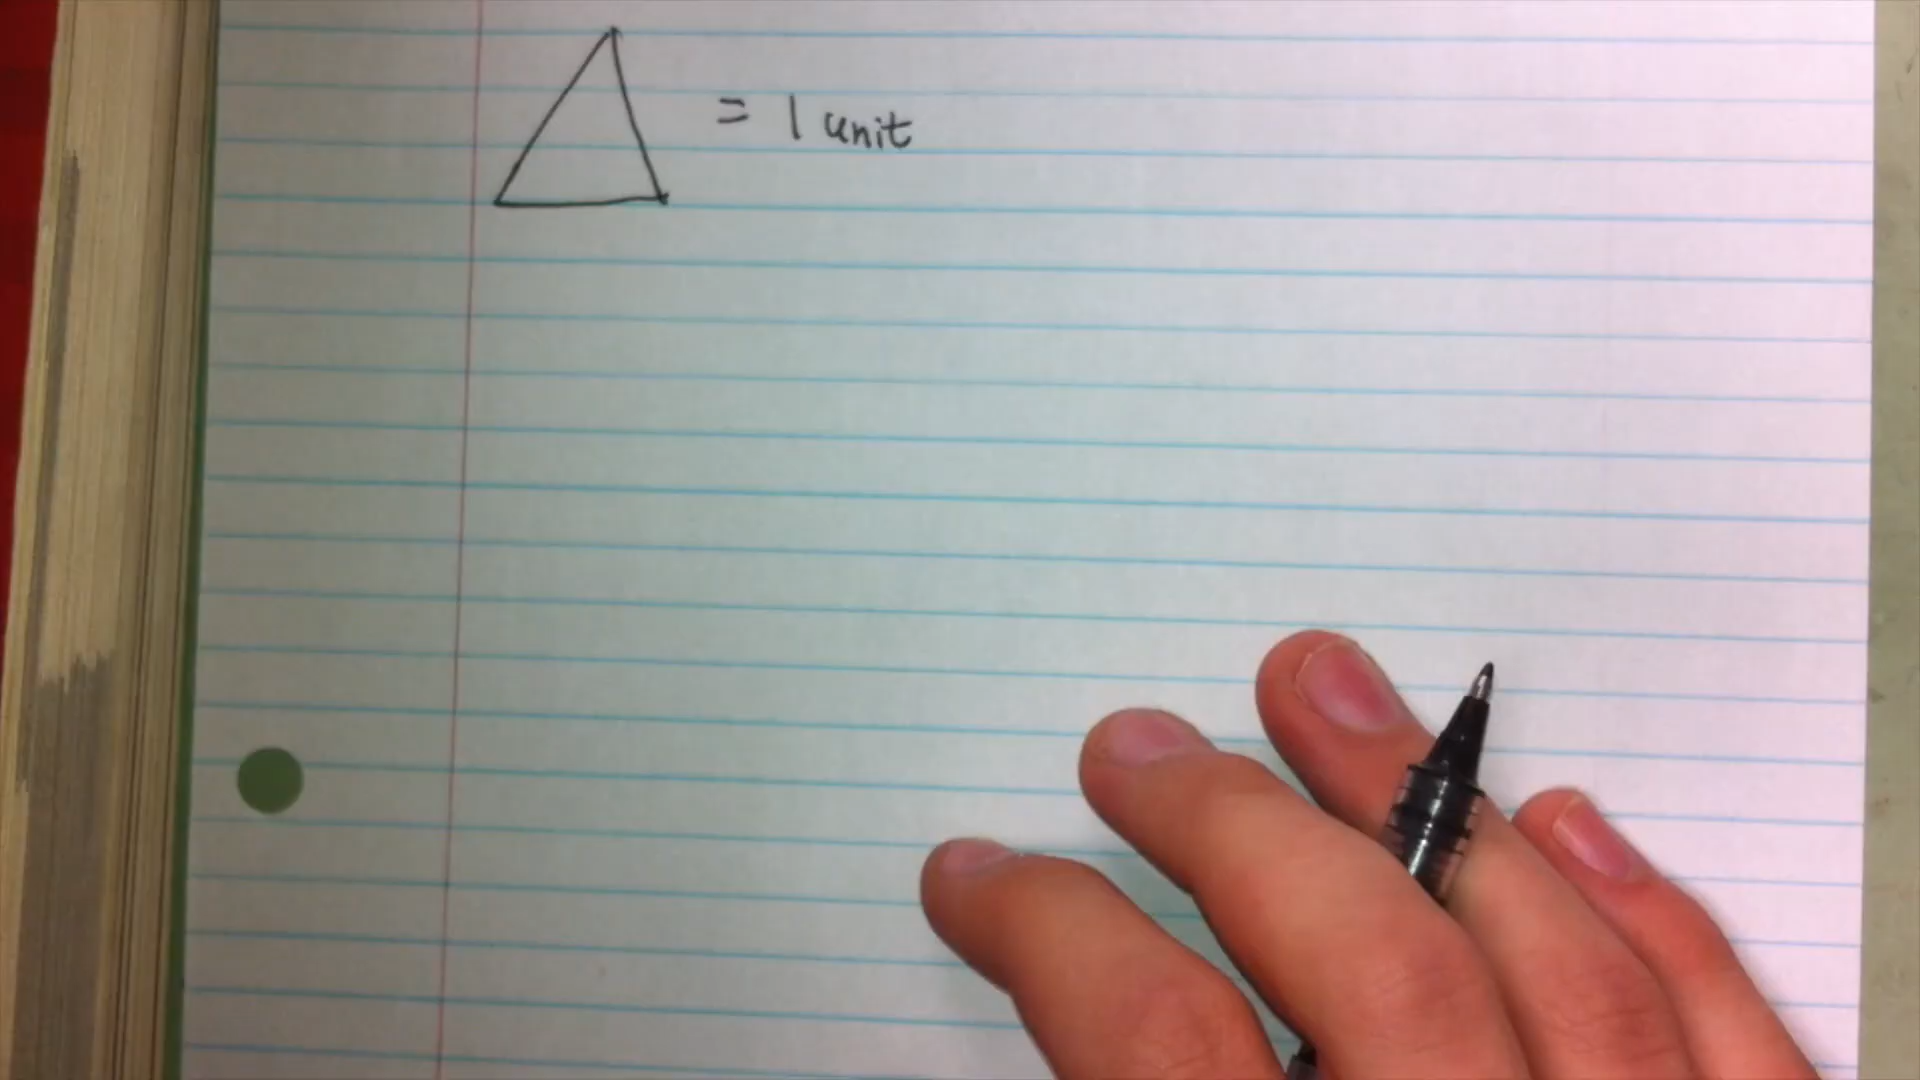 = 1 unit